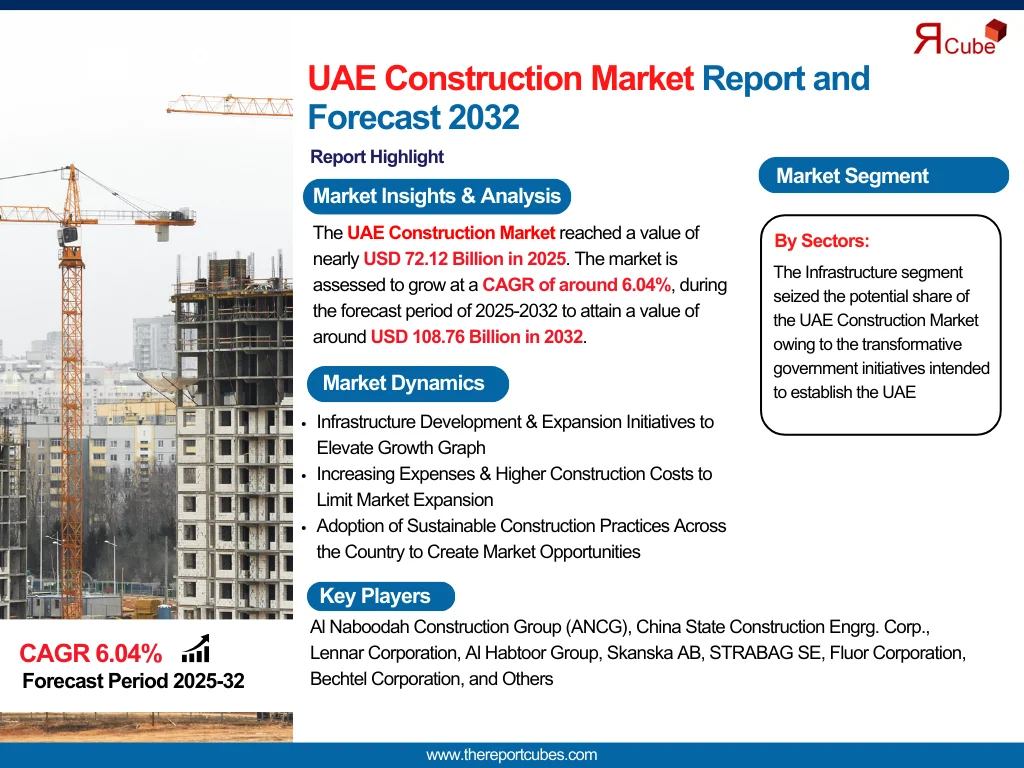 ЯCube
UAE Construction Market Report and
Forecast 2032
Report Highlight
Market Insights & Analysis
The UAE Construction Market reached a value of
nearly USD 72.12 Billion in 2025. The market is
assessed to grow at a CAGR of around 6.04%, during
the forecast period of 2025-2032 to attain a value of
around USD 108.76 Billion in 2032.
Market Dynamics
• Infrastructure Development & Expansion Initiatives to
Elevate Growth Graph
• Increasing Expenses & Higher Construction Costs to
Limit Market Expansion
• Adoption of Sustainable Construction Practices Across
the Country to Create Market Opportunities
Key Players
Al Naboodah Construction Group (ANCG), China State Construction Engrg. Corp.,
Lennar Corporation, Al Habtoor Group, Skanska AB, STRABAG SE, Fluor Corporation,
Bechtel Corporation, and Others
Market Segment
By Sectors:
The Infrastructure segment
seized the potential share of
the UAE Construction Market
owing to the transformative
government initiatives intended
to establish the UAE
CAGR 6.04%
Forecast Period 2025-32
www.thereportcubes.com